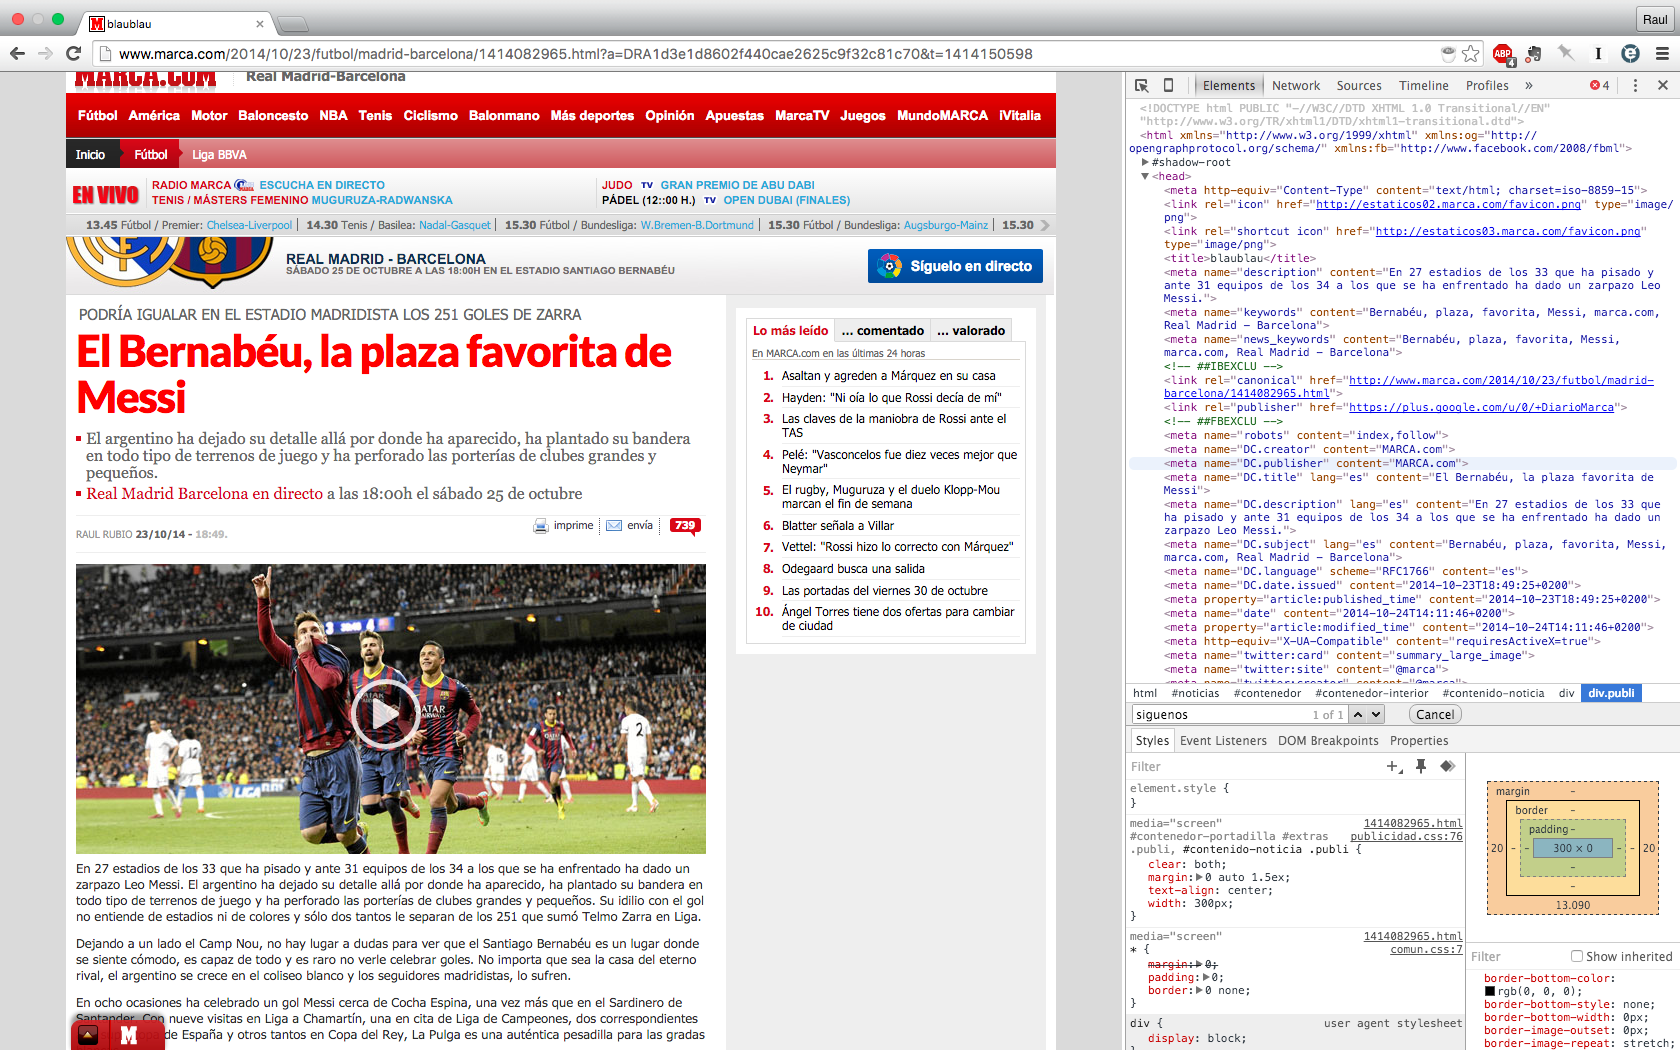 blaublau
Raul
www.marca.com/2014/10/23/futbol/madrid-barcelona/1414082965.html?a=DRA1d3e1d8602f440cae2625c9f32c81c70&t=1414150598
MARCA.COM Real Madrid-Barcelona
Fútbol América Motor Baloncesto NBA Tenis Ciclismo Balonmano Más deportes Opinión Apuestas MarcaTV Juegos MundoMARCA IVitalia
Inicio Fútbol Liga BBVA
EN VIVO
RADIO MARCA ESCUCHA EN DIRECTO
TENIS / MÁSTERS FEMENINO MUGURUZA-RADWANSKA
JUDO TV GRAN PREMIO DE ABU DABI
PÁDEL (12::00 H.) TV OPEN DUBAI (FINALES)
13.45 Fútbol / Premier: Chelsea-Liverpool | 14.30 Tenis / Basilea: Nadal-Gasquet | 15.30 Fútbol / Bundesliga: W.Bremen-B.Dortmund | 15.30 Fútbol / Bundesliga: Augsburgo-Mainz | 15.30
REAL MADRID - BARCELONA
SÁBADO 25 DE OCTUBRE A LAS 18:00H EN EL ESTADIO SANTIAGO BERNABÉU
Síguelo en directo
PODRÍA IGUALAR EN EL ESTADIO MADRIDISTA LOS 251 GOLES DE ZARRA
El Bernabéu, la plaza favorita de
Messi
El argentino ha dejado su detalle allá por donde ha aparecido, ha plantado su bandera
en todo tipo de terrenos de juego y ha perforado las porterías de clubes grandes y
pequeños.
Real Madrid Barcelona en directo a las 18:00h el sábado 25 de octubre
RAUL RUBIO 23/10/14 - 18:49.
imprime envía 739
2
En 27 estadios de los 33 que ha pisado y ante 31 equipos de los 34 a los que se ha enfrentado ha dado un
zarpazo Leo Messi. El argentino ha dejado su detalle allá por donde ha aparecido, ha plantado su bandera en
todo tipo de terrenos de juego y ha perforado las porterías de clubes grandes y pequeños. Su idilio con el gol
no entiende de estadios ni de colores y sólo dos tantos le separan de los 251 que sumó Telmo Zarra en Liga.
Dejando a un lado el Camp Nou, no hay lugar a dudas para ver que el Santiago Bernabéu es un lugar donde
se siente cómodo, es capaz de todo y es raro no verle celebrar goles. No importa que sea la casa del eterno
rival, el argentino se crece en el coliseo blanco y los seguidores madridistas, lo sufren.
En ocho ocasiones ha celebrado un gol Messi cerca de Cocha Espina, una vez más que en el Sardinero de
Santander. Con nueve visitas en Liga a Chamartín, una en cita de Liga de Campeones, dos correspondientes
de España y otros tantos en Copa del Rey, La Pulga es una auténtica pesadilla para las gradas
M
Lo más leído ... comentado ... valorado
En MARCA.com en las últimas 24 horas
1. Asaltan y agreden a Márquez en su casa
2. Hayden: "Ni oía lo que Rossi decía de mí"
3. Las claves de la maniobra de Rossi ante el
TAS
4. Pelé: "Vasconcelos fue diez veces mejor que
Neymar"
5. El rugby, Muguruza y el duelo Klopp-Mou
marcan el fin de semana
6. Blatter señala a Villar
7. Vettel: "Rossi hizo lo correcto con Márquez"
8. Odegaard busca una salida
9. Las portadas del viernes 30 de octubre
10. Ángel Torres tiene dos ofertas para cambiar
de ciudad
Elements Network Sources Timeline Profiles » 4
<!DOCTYPE html PUBLIC "-//W3C//DTD XHTML 1.0 Transitional//EN"
"http://www.w3.org/TR/xhtml1/DTD/xhtml1-transitional.dtd">
<html xmlns="http://www.w3.org/1999/xhtml" xmlns:og="http://
opengraphprotocol.org/schema/" xmlns:fb="http://www.facebook.com/2008/fbml">
#shadow-root
<head>
<meta http-equiv="Content-Type" content="text/html; charset=iso-8859-15">
<link rel="icon" href="http://estaticos02.marca.com/favicon.png" type="image/
png">
<link rel="shortcut icon" href="http://estaticos03.marca.com/favicon.png"
type="image/png">
<title>blaublau</title>
<meta name="description" content="En 27 estadios de los 33 que ha pisado y
ante 31 equipos de los 34 a los que se ha enfrentado ha dado un zarpazo Leo
Messi.">
<meta name="keywords" content="Bernabéu, plaza, favorita, Messi, marca.com,
Real Madrid - Barcelona">
<meta name="news_keywords" content="Bernabéu, plaza, favorita, Messi,
marca.com, Real Madrid - Barcelona">
<!-- ##IBEXCLU -->
<link rel="canonical" href="http://www.marca.com/2014/10/23/futbol/madrid-
barcelona/1414082965.html">
<link rel="publisher" href="https://plus.google.com/u/0/+DiarioMarca">
<!-- ##FBEXCLU -->
<meta name="robots" content="index,follow">
<meta name="DC.creator" content="MARCA.com">
<meta name="DC.publisher" content="MARCA.com">
<meta name="DC.title" lang="es" content="El Bernabéu, la plaza favorita de
Messi">
<meta name="DC.description" lang="es" content="En 27 estadios de los 33 que
ha pisado y ante 31 equipos de los 34 a los que se ha enfrentado ha dado un
zarpazo Leo Messi.">
<meta name="DC.subject" lang="es" content="Bernabéu, plaza, favorita, Messi,
marca.com, Real Madrid - Barcelona">
<meta name="DC.language" scheme="RFC1766" content="es">
<meta name="DC.date.issued" content="2014-10-23T18:49:25+0200">
<meta property="article:published_time" content="2014-10-23T18:49:25+0200">
<meta name="date" content="2014-10-24T14:11:46+0200">
<meta property="article:modified_time" content="2014-10-24T14:11:46+0200">
<meta http-equiv="X-UA-Compatible" content="requiresActiveX=true">
<meta name="twitter:card" content="summary_large_image">
<meta name="twitter:site" content="@marca">
<meta name="twitter:creator" content="@marca">
html #noticias #contenedor #contenedor-interior #contenido-noticia div div.publi
siguenos 1 of 1 Cancel
Styles Event Listeners DOM Breakpoints Properties
Filter
element.style {
}
media="screen" 1414082965.html
#contenedor-portadilla #extras publicidad.css:76
.publi, #contenido-noticia .publi {
clear: both;
margin: 0 auto 1.5ex;
text-align: center;
width: 300px;
}
media="screen" 1414082965.html
* { comun.css:7
margin: 0;
padding: 0;
border: 0 none;
}
div { user agent stylesheet
display: block;
margin -
border -
padding -
20 - - 300 × 0 - - 20
-
-
13.090
Filter Show inherited
border-bottom-color:
rgb(0, 0, 0);
border-bottom-style: none;
border-bottom-width: 0px;
border-image-outset: 0px;
border-image-repeat: stretch;